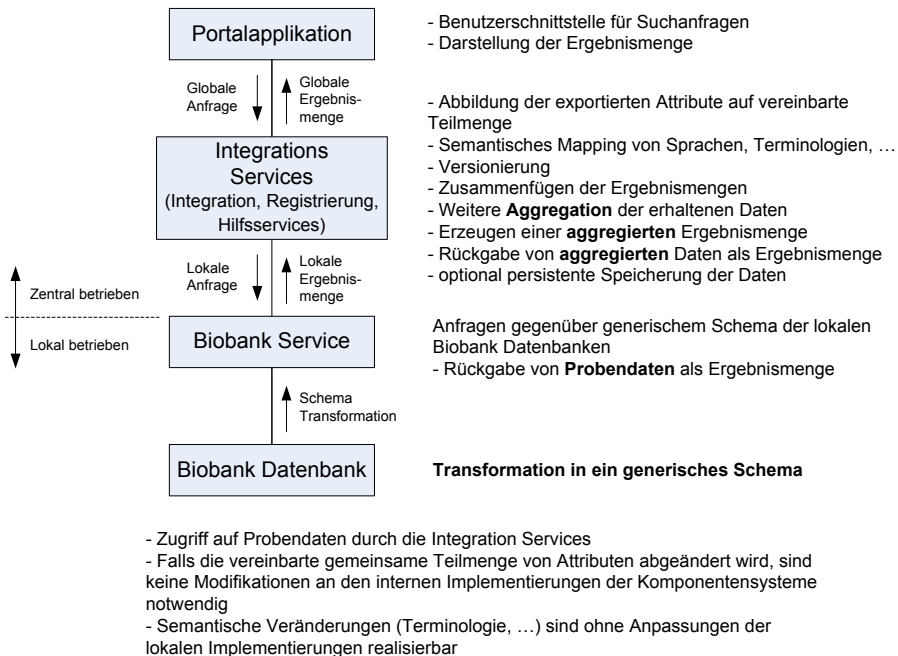 Portalapplikation
- Benutzerschnittstelle für Suchanfragen
- Darstellung der Ergebnismenge
Globale
Anfrage
Globale
Ergebnis-
menge
Integrations
Services
(Integration, Registrierung,
Hilfsservices)
- Abbildung der exportierten Attribute auf vereinbarte
Teilmenge
- Semantisches Mapping von Sprachen, Terminologien, …
- Versionierung
- Zusammenfügen der Ergebnismengen
- Weitere Aggregation der erhaltenen Daten
- Erzeugen einer aggregierten Ergebnismenge
- Rückgabe von aggregierten Daten als Ergebnismenge
- optional persistente Speicherung der Daten
Lokale
Anfrage
Lokale
Ergebnis-
menge
Zentral betrieben
Lokal betrieben
Biobank Service
Anfragen gegenüber generischem Schema der lokalen
Biobank Datenbanken
- Rückgabe von Probendaten als Ergebnismenge
Schema
Transformation
Biobank Datenbank
Transformation in ein generisches Schema
- Zugriff auf Probendaten durch die Integration Services
- Falls die vereinbarte gemeinsame Teilmenge von Attributen abgeändert wird, sind
keine Modifikationen an den internen Implementierungen der Komponentensysteme
notwendig
- Semantische Veränderungen (Terminologie, …) sind ohne Anpassungen der
lokalen Implementierungen realisierbar